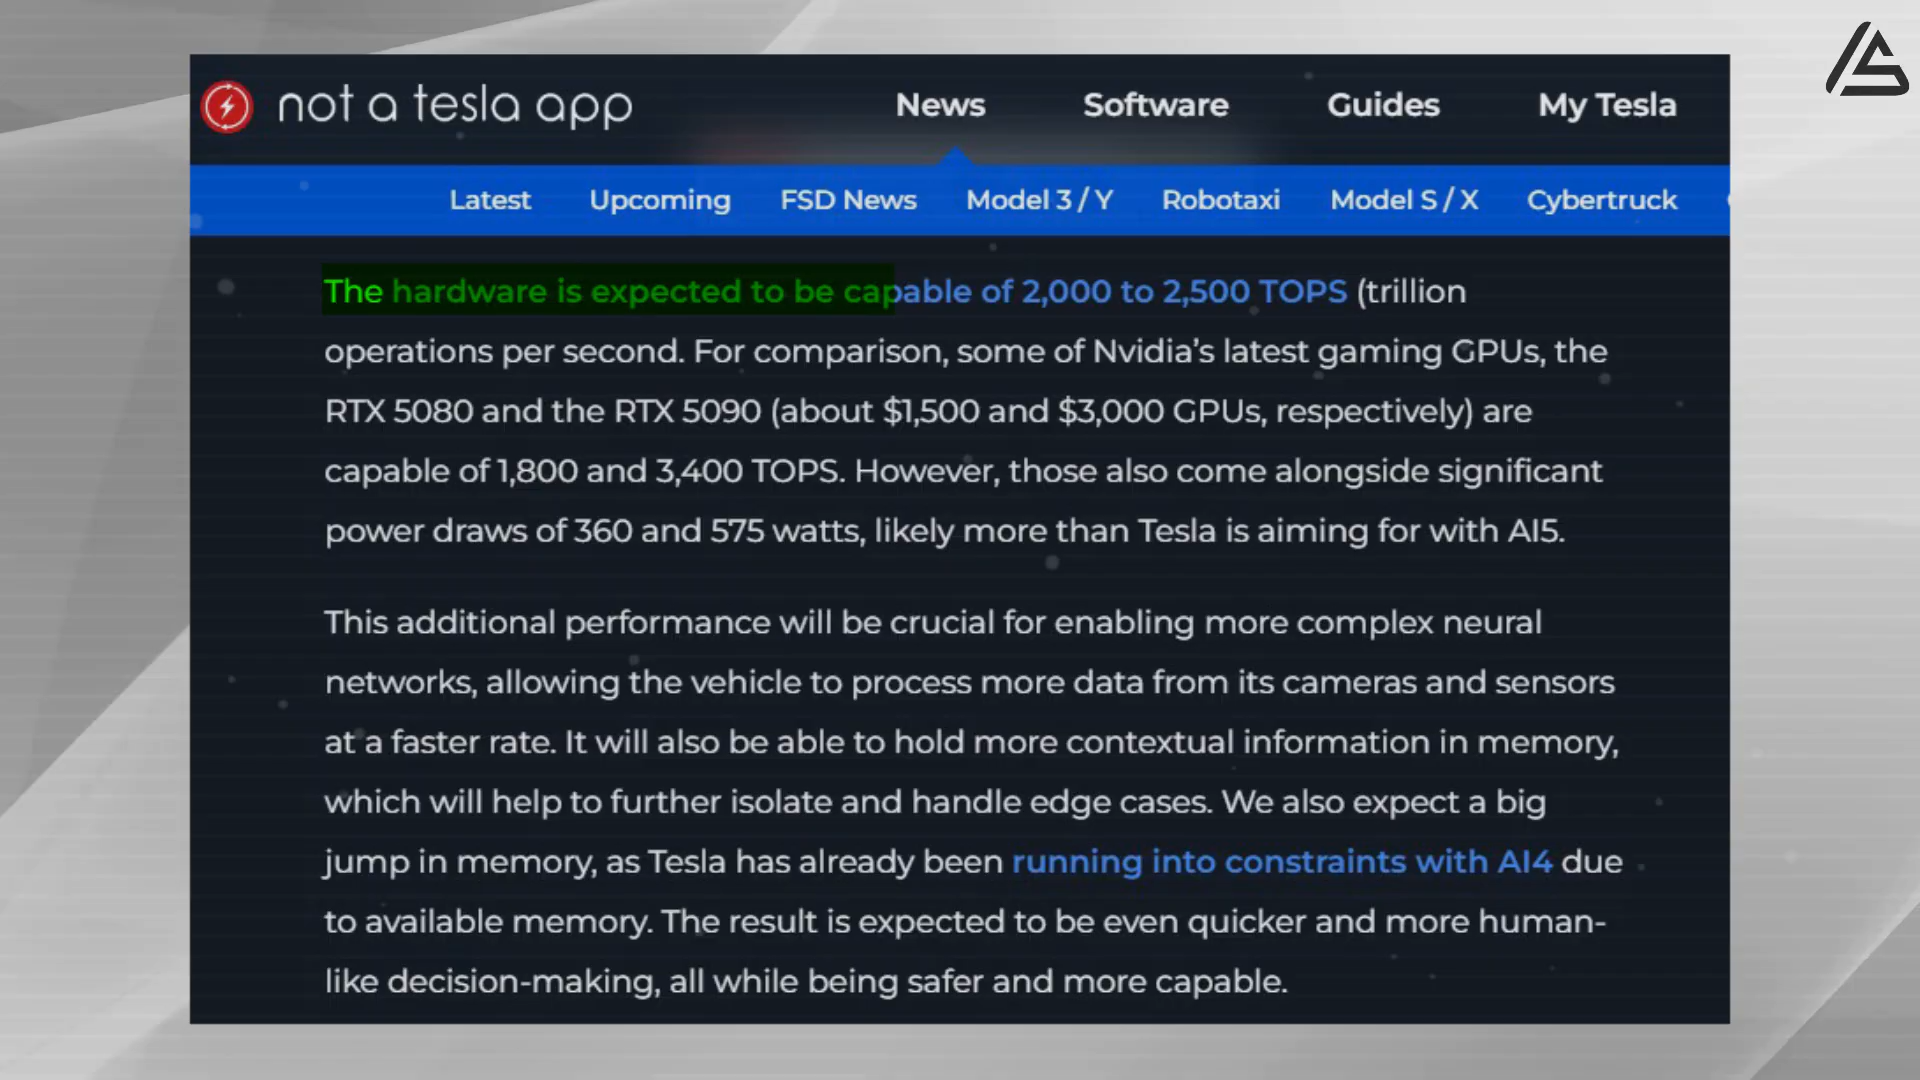 not a tesla app
News Software Guides My Tesla
Latest Upcoming FSD News Model 3 / Y Robotaxi Model S / X Cybertruck
The hardware is expected to be capable of 2,000 to 2,500 TOPS (trillion
operations per second. For comparison, some of Nvidia's latest gaming GPUs, the
RTX 5080 and the RTX 5090 (about $1,500 and $3,000 GPUs, respectively) are
capable of 1,800 and 3,400 TOPS. However, those also come alongside significant
power draws of 360 and 575 watts, likely more than Tesla is aiming for with AI5.
This additional performance will be crucial for enabling more complex neural
networks, allowing the vehicle to process more data from its cameras and sensors
at a faster rate. It will also be able to hold more contextual information in memory,
which will help to further isolate and handle edge cases. We also expect a big
jump in memory, as Tesla has already been running into constraints with AI4 due
to available memory. The result is expected to be even quicker and more human-
like decision-making, all while being safer and more capable.